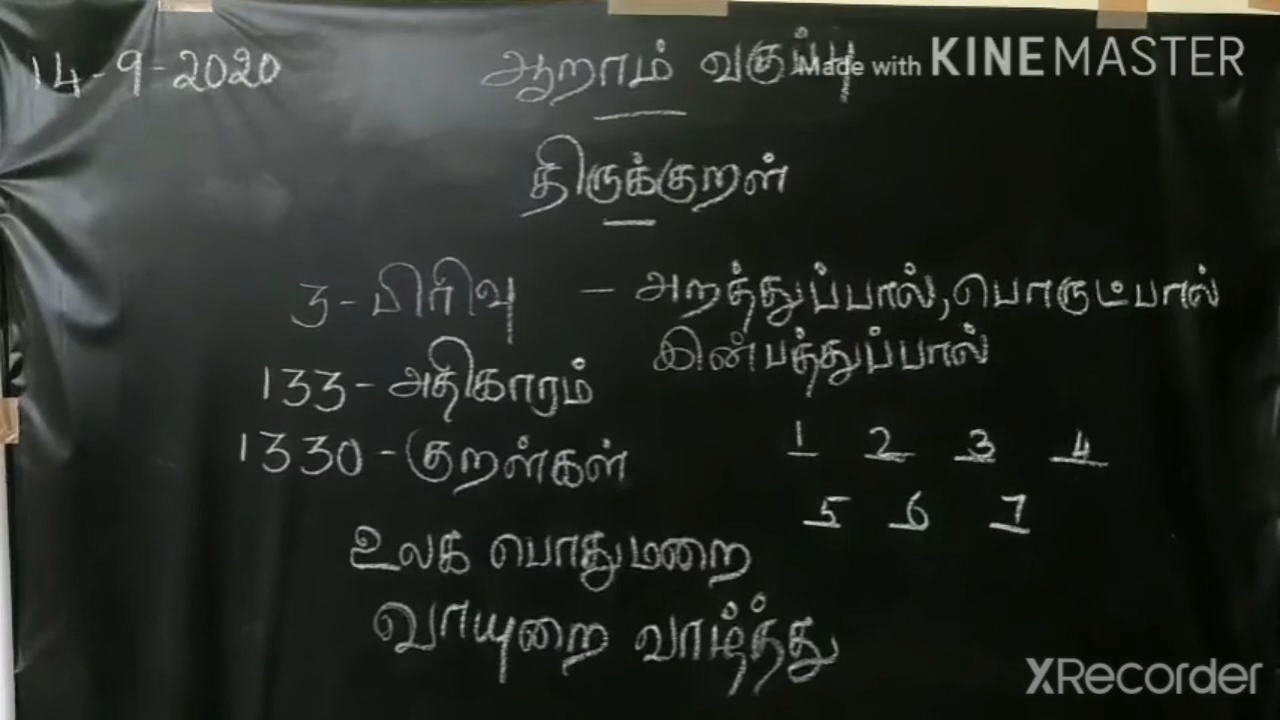 14-9-2020 ஆறாம் வகுப்பு
Made with KINEMASTER
திருக்குறள்
3-பிரிவு - அறத்துப்பால், பொருட்பால்
இன்பத்துப்பால்
133-அதிகாரம்
1330-குறள்கள்
1 2 3 4
5 6 7
உலக பொதுமறை
வாயுறை வாழ்த்து
XRecorder